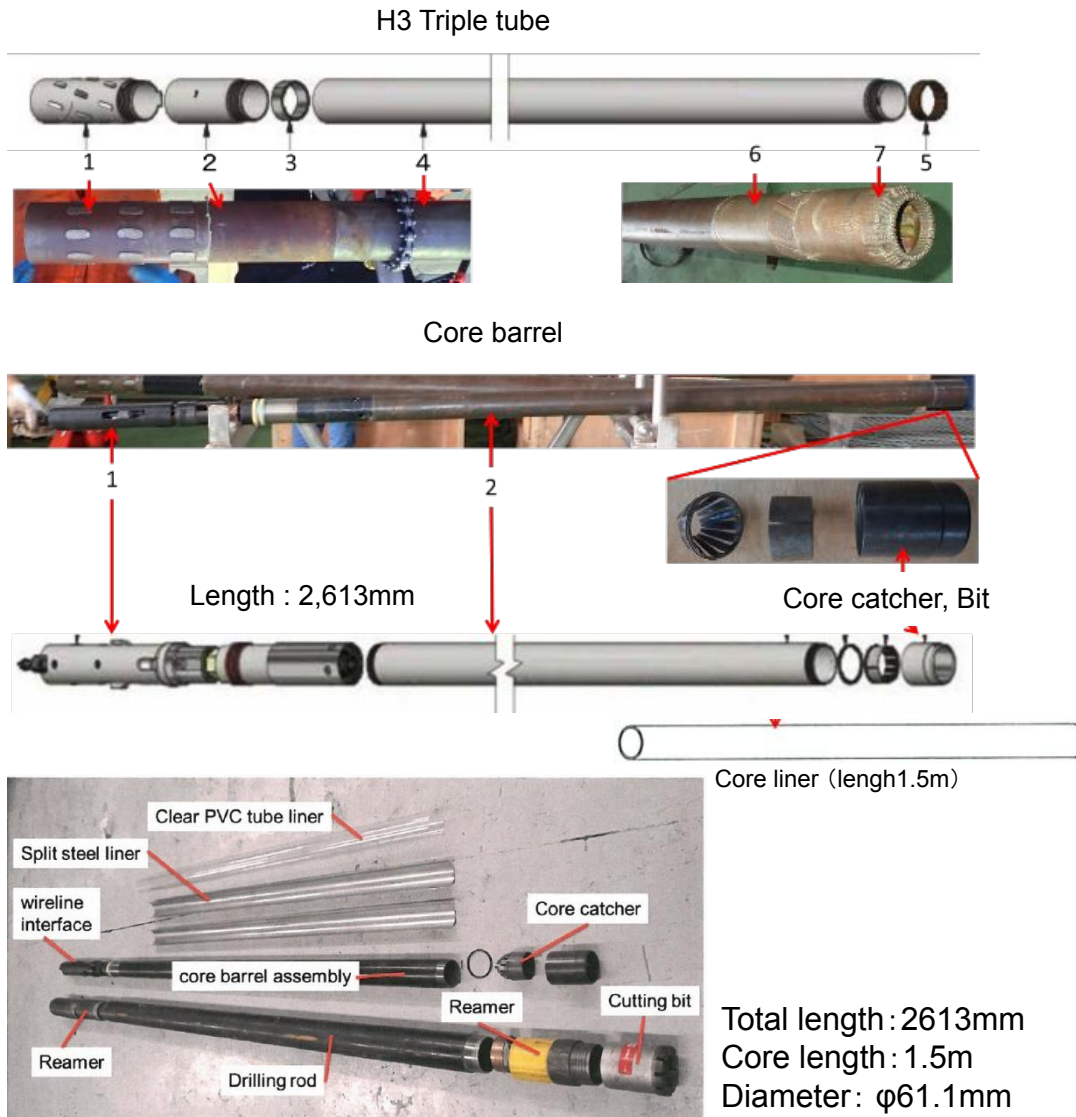 H3 Triple tube
1
2
3
4
6
7
5
Core barrel
1
2
Length : 2,613mm
Core catcher, Bit
Core liner（lengh1.5m）
Clear PVC tube liner
Split steel liner
wireline
interface
Core catcher
core barrel assembly
Reamer
Cutting bit
Reamer
Drilling rod
Total length：2613mm
Core length：1.5m
Diameter： φ61.1mm